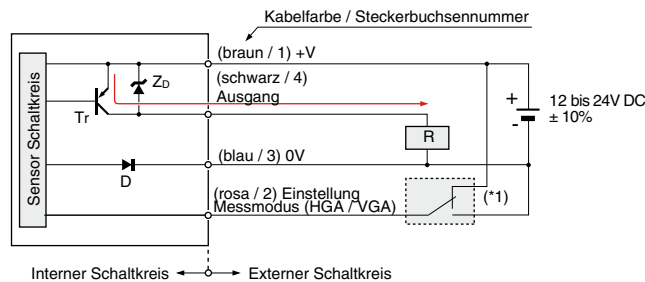 Kabelfarbe / Steckerbuchsennummer
(braun / 1) +V
(schwarz / 4)
Ausgang
ZD
Tr
Sensor Schaltkreis
+
-
12 bis 24V DC
± 10%
R
(blau / 3) 0V
D
(rosa / 2) Einstellung
Messmodus (HGA / VGA)
(*1)
Interner Schaltkreis
Externer Schaltkreis